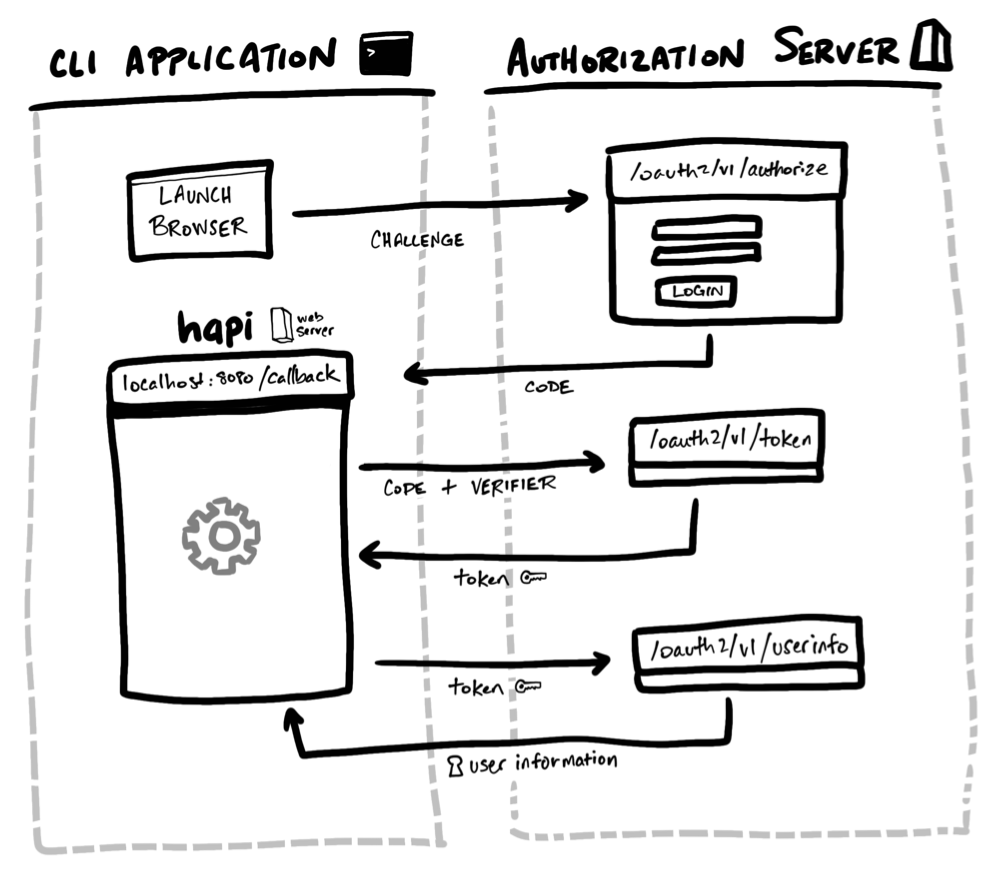 CLI APPLICATION >_
AUTHORIZATION SERVER
LAUNCH
BROWSER
CHALLENGE
/oauth2/v1/authorize
LOGIN
hapi
web
server
localhost:8080/callback
CODE
/oauth2/v1/token
CODE + VERIFIER
token
/oauth2/v1/userinfo
token
user information